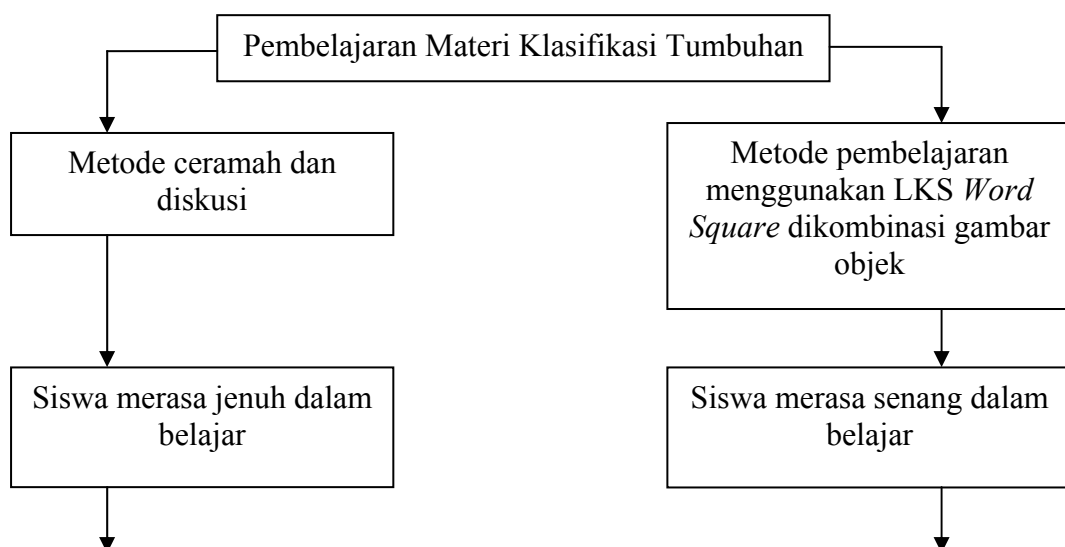 Pembelajaran Materi Klasifikasi Tumbuhan
Metode ceramah dan
diskusi
Metode pembelajaran
menggunakan LKS Word
Square dikombinasi gambar
objek
Siswa merasa jenuh dalam
belajar
Siswa merasa senang dalam
belajar